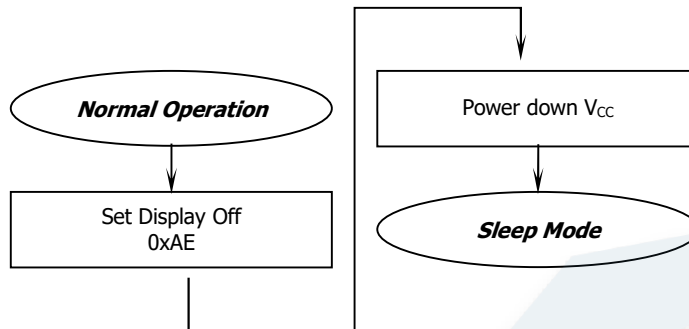 Normal Operation
Set Display Off
0xAE
Power down VCC
Sleep Mode